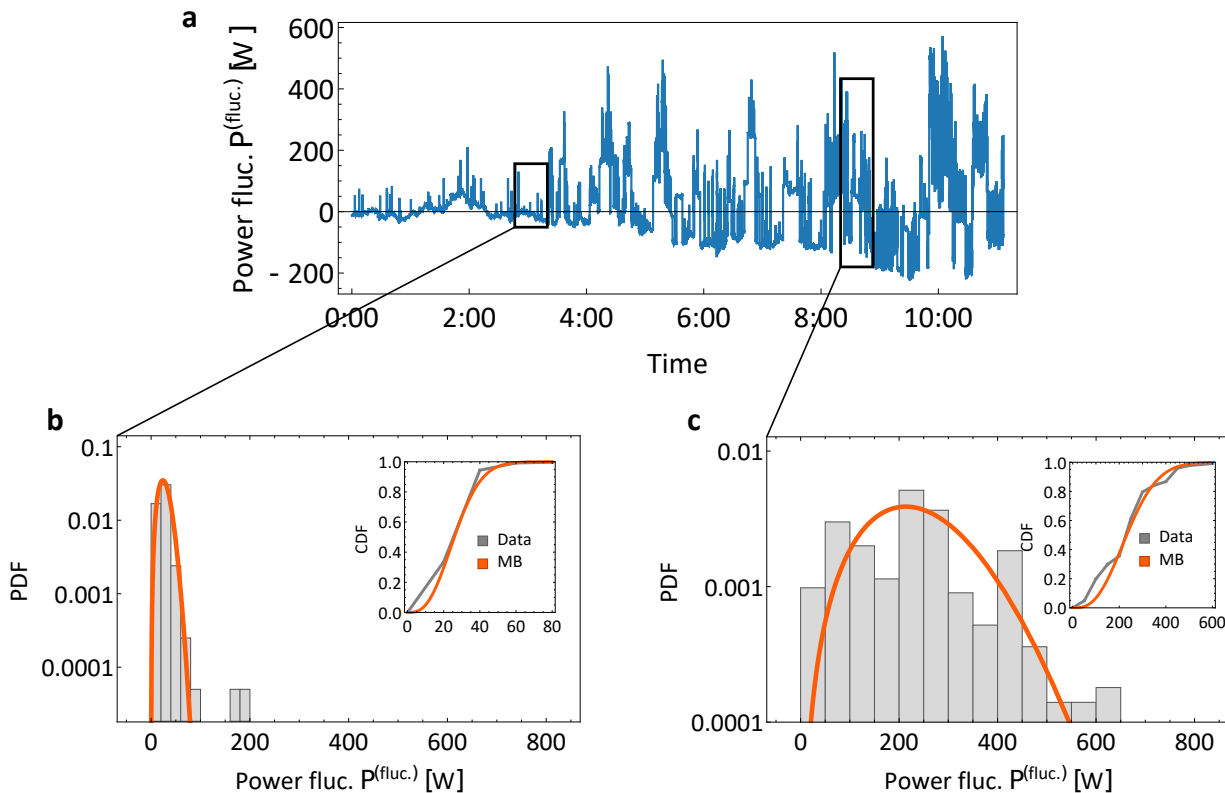 a
Power fluc. P(fluc.) [W]
600
400
200
0
- 200
0:00 2:00 4:00 6:00 8:00 10:00
Time
b
PDF
0.1
0.01
0.001
0.0001
0 200 400 600 800
Power fluc. P(fluc.) [W]
CDF
1.0
0.8
0.6
0.4
0.2
0.0
0 20 40 60 80
Data
MB
c
PDF
0.01
0.001
0.0001
0 200 400 600 800
Power fluc. P(fluc.) [W]
CDF
1.0
0.8
0.6
0.4
0.2
0.0
0 200 400 600
Data
MB